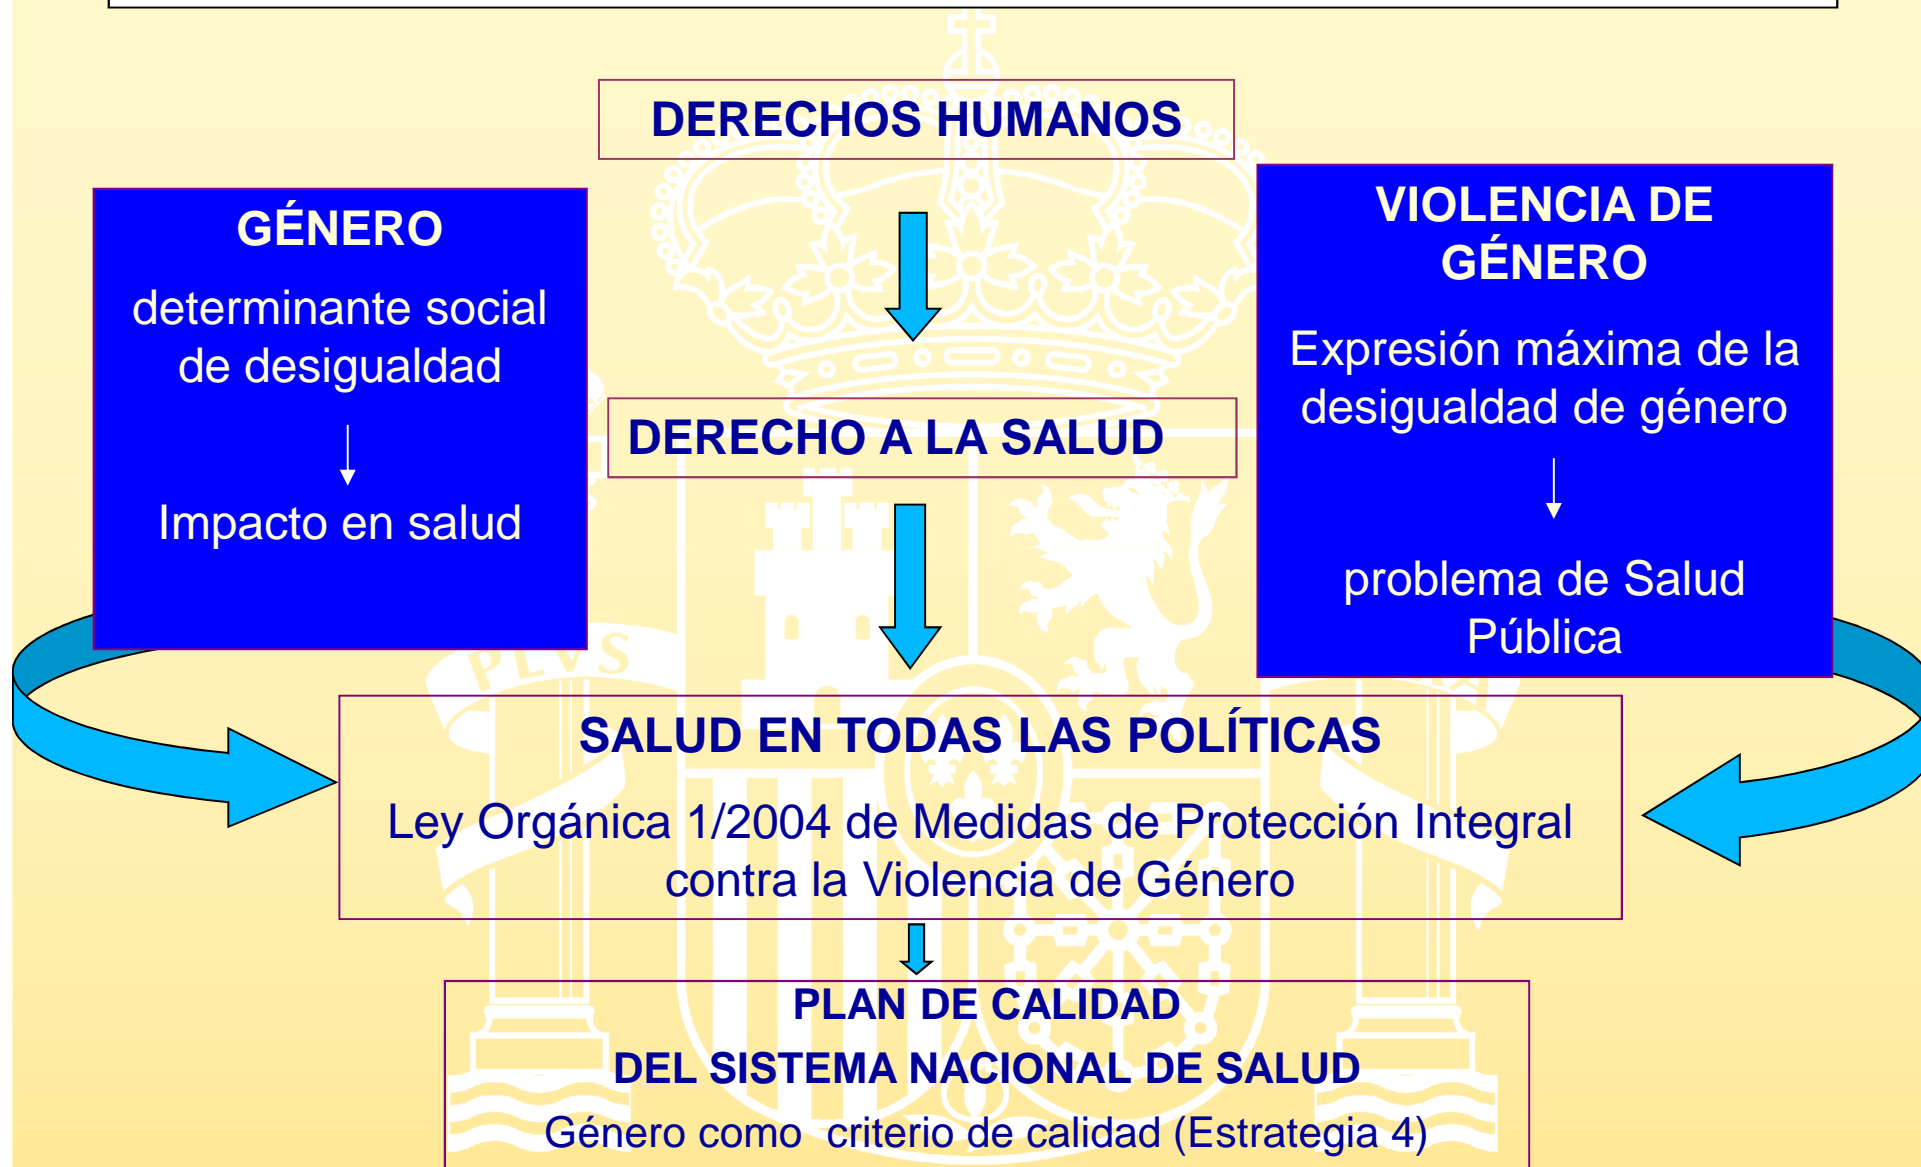 DERECHOS HUMANOS
GÉNERO
determinante social
de desigualdad
Impacto en salud
VIOLENCIA DE
GÉNERO
Expresión máxima de la
desigualdad de género
problema de Salud
Pública
DERECHO A LA SALUD
PLVS
SALUD EN TODAS LAS POLÍTICAS
Ley Orgánica 1/2004 de Medidas de Protección Integral
contra la Violencia de Género
PLAN DE CALIDAD
DEL SISTEMA NACIONAL DE SALUD
Género como criterio de calidad (Estrategia 4)